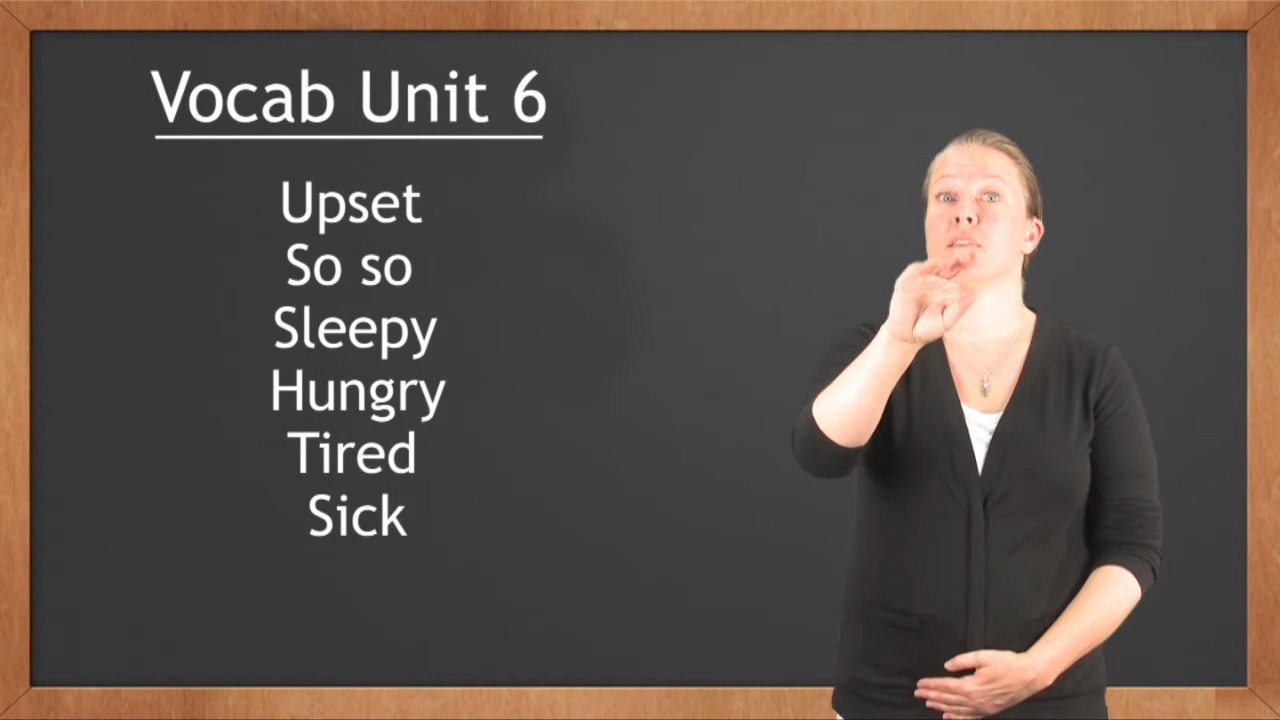 Vocab Unit 6
Upset
So so
Sleepy
Hungry
Tired
Sick